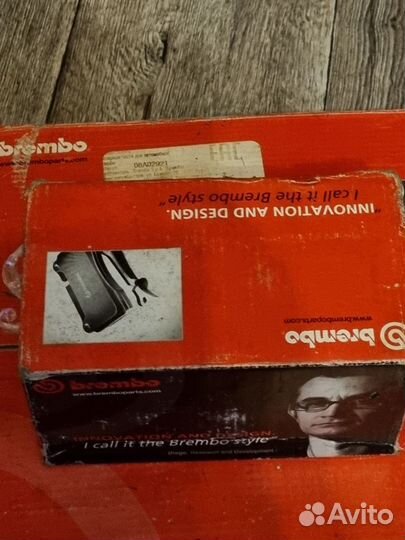 brembo
www.bremboparts.com
08A02921
EAC
"INNOVATION AND DESIGN.
I call it the Brembo style"
brembo
www.bremboparts.com
brembo
www.bremboparts.com
INNOVATION AND DESIGN.
I call it the Brembo style"
Avito